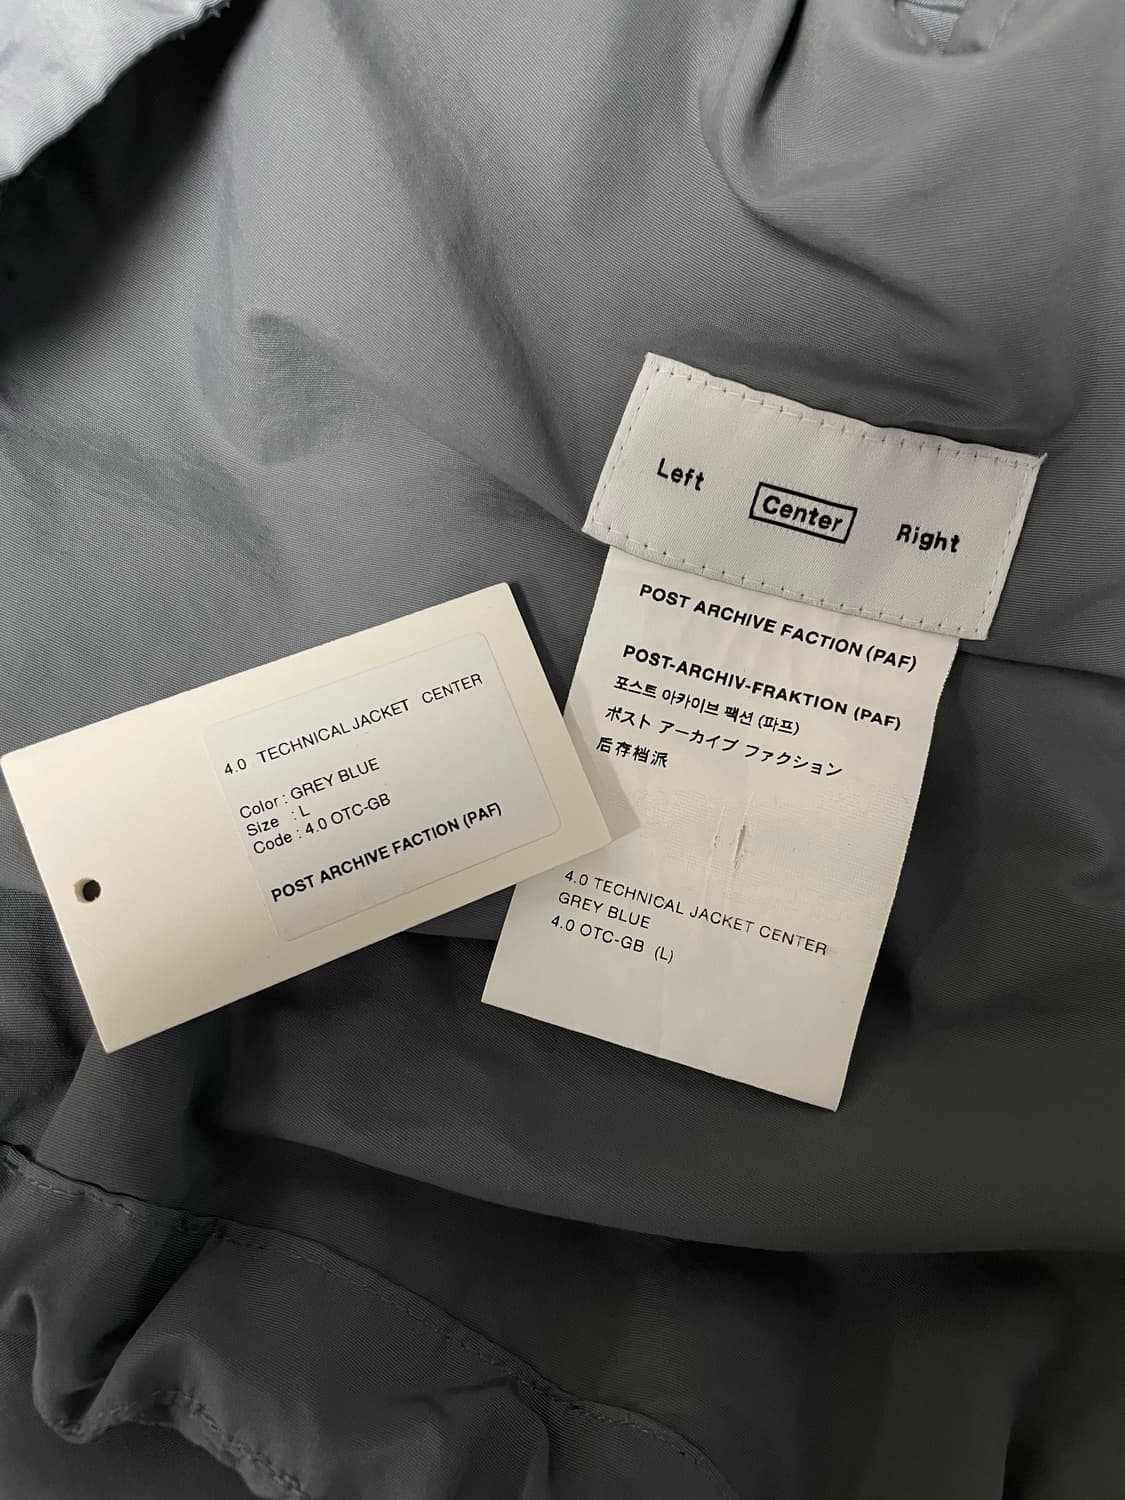 Left Center Right
POST ARCHIVE FACTION (PAF)
POST-ARCHIV-FRAKTION (PAF)
포스트 아카이브 팩션 (파프)
ポスト アーカイブ ファクション
后存档派
4.0 TECHNICAL JACKET CENTER
GREY BLUE
4.0 OTC-GB (L)
4.0 TECHNICAL JACKET CENTER
Color : GREY BLUE
Size : L
Code : 4.0 OTC-GB
POST ARCHIVE FACTION (PAF)